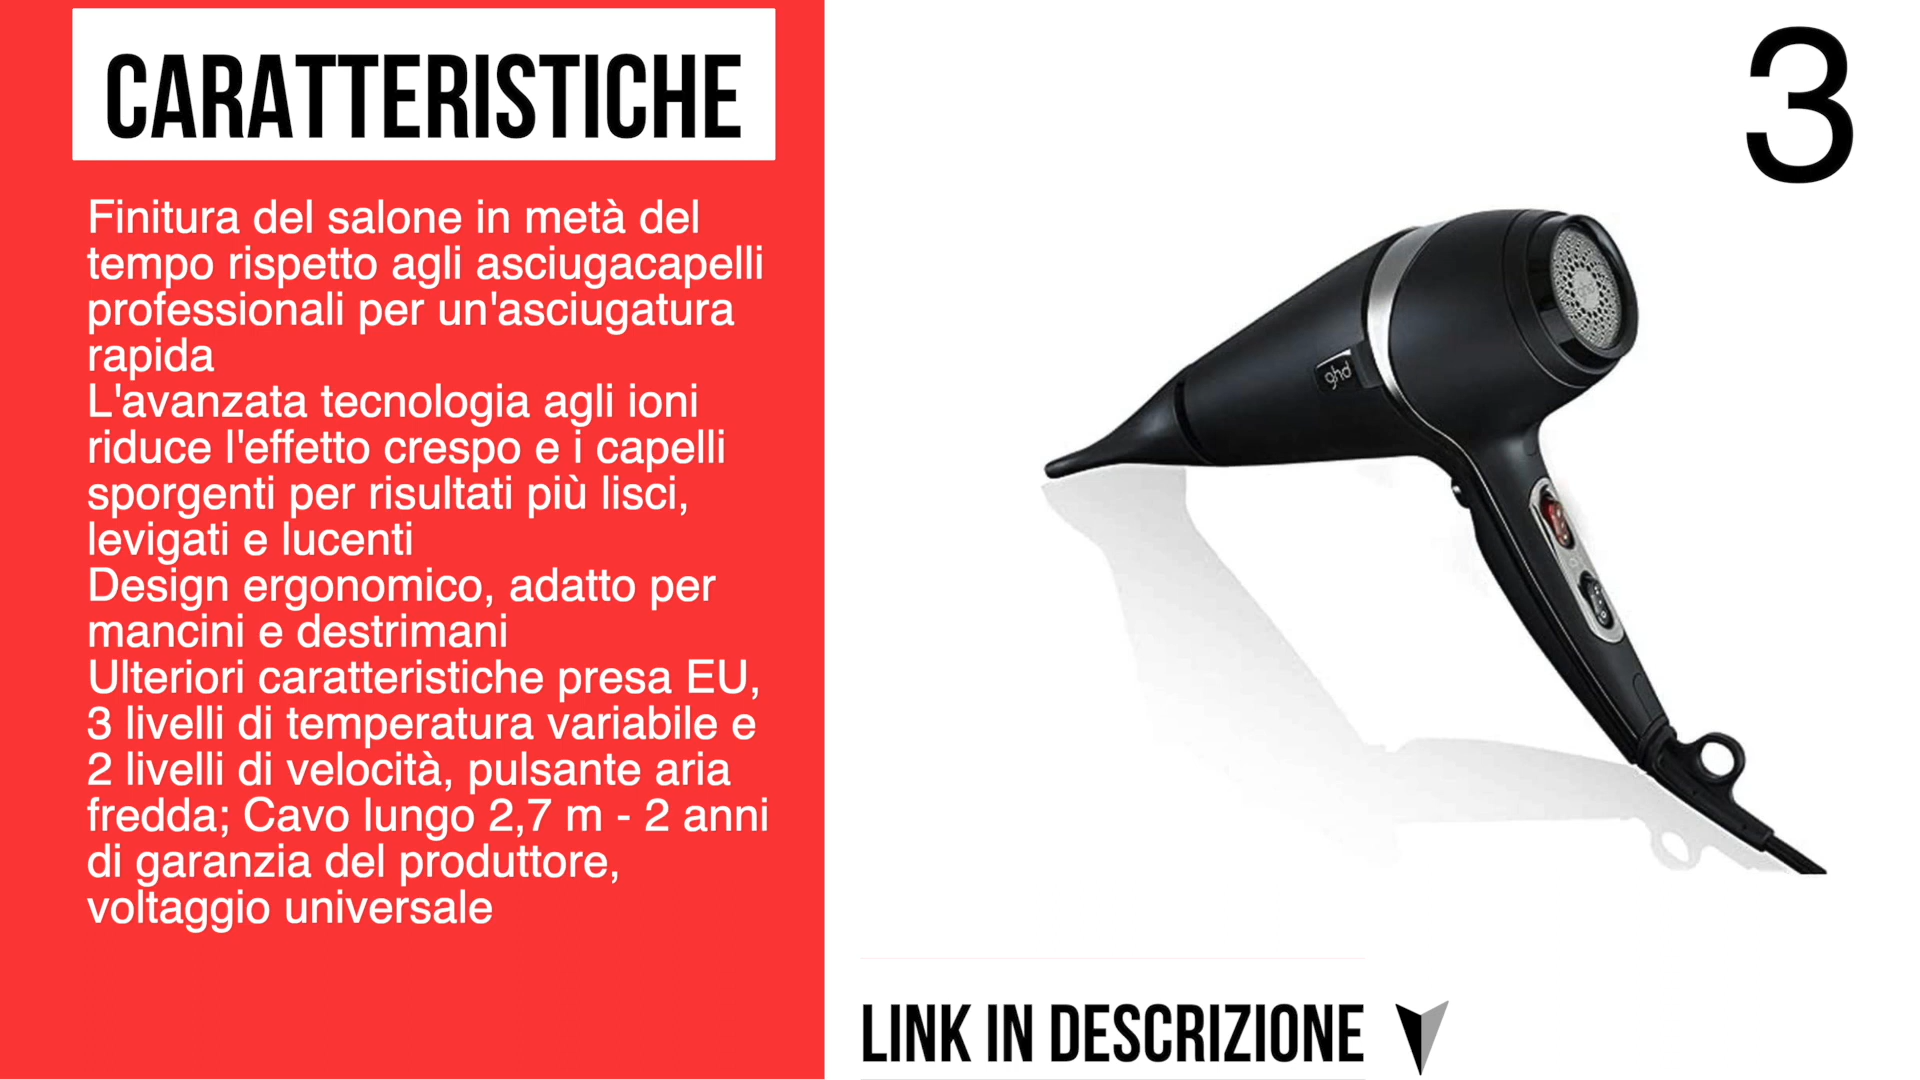 CARATTERISTICHE
Finitura del salone in metà del
tempo rispetto agli asciugacapelli
professionali per un'asciugatura
rapida
L'avanzata tecnologia agli ioni
riduce l'effetto crespo e i capelli
sporgenti per risultati più lisci,
levigati e lucenti
Design ergonomico, adatto per
mancini e destrimani
Ulteriori caratteristiche presa EU,
3 livelli di temperatura variabile e
2 livelli di velocità, pulsante aria
fredda; Cavo lungo 2,7 m - 2 anni
di garanzia del produttore,
voltaggio universale
3
ghd
ghd
LINK IN DESCRIZIONE